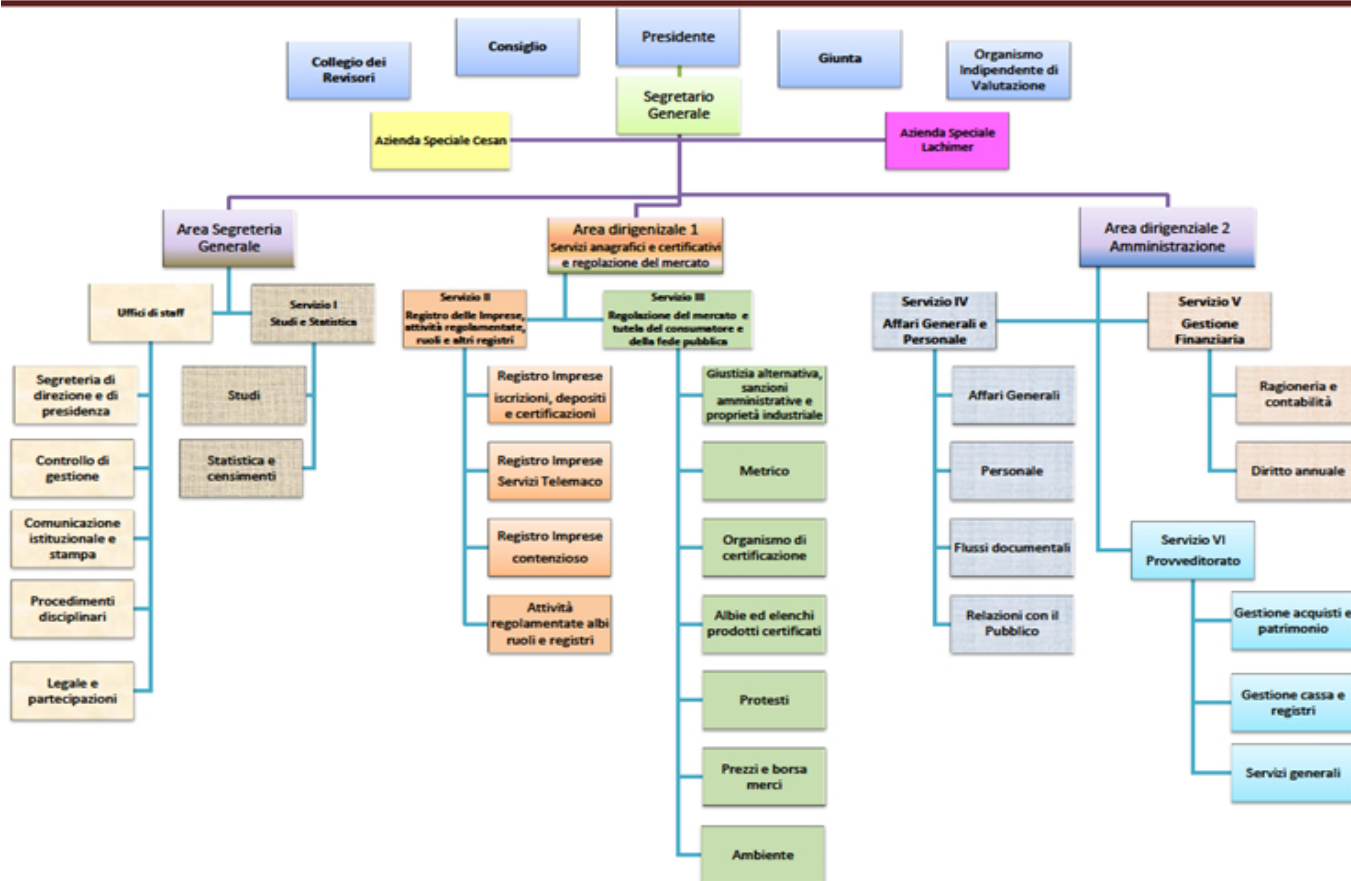 Presidente
Consiglio
Giunta
Collegio dei
Revisori
Organismo
Indipendente di
Valutazione
Segretario
Generale
Azienda Speciale Cesan
Azienda Speciale
Lachimer
Area Segreteria
Generale
Uffici di staff
Servizio I
Studi e Statistica
Segreteria di
direzione e di
presidenza
Controllo di
gestione
Comunicazione
istituzionale e
stampa
Procedimenti
disciplinari
Legale e
partecipazioni
Studi
Statistica e
censimenti
Area dirigenizale 1
Servizi anagrafici e certificativi
e regolazione del mercato
Servizio II
Registro delle Imprese,
attività regolamentate,
ruoli e altri registri
Registro Imprese
iscrizioni, depositi
e certificazioni
Registro Imprese
Servizi Telemaco
Registro Imprese
contenzioso
Attività
regolamentate albi
ruoli e registri
Servizio III
Regolazione del mercato e
tutela del consumatore e
della fede pubblica
Giustizia alternativa,
sanzioni
amministrative e
proprietà industriale
Metrico
Organismo di
certificazione
Albie ed elenchi
prodotti certificati
Protesti
Prezzi e borsa
merci
Ambiente
Area dirigenziale 2
Amministrazione
Servizio IV
Affari Generali e
Personale
Affari Generali
Personale
Flussi documentali
Relazioni con il
Pubblico
Servizio V
Gestione
Finanziaria
Ragioneria e
contabilità
Diritto annuale
Servizio VI
Provveditorato
Gestione acquisti e
patrimonio
Gestione cassa e
registri
Servizi generali